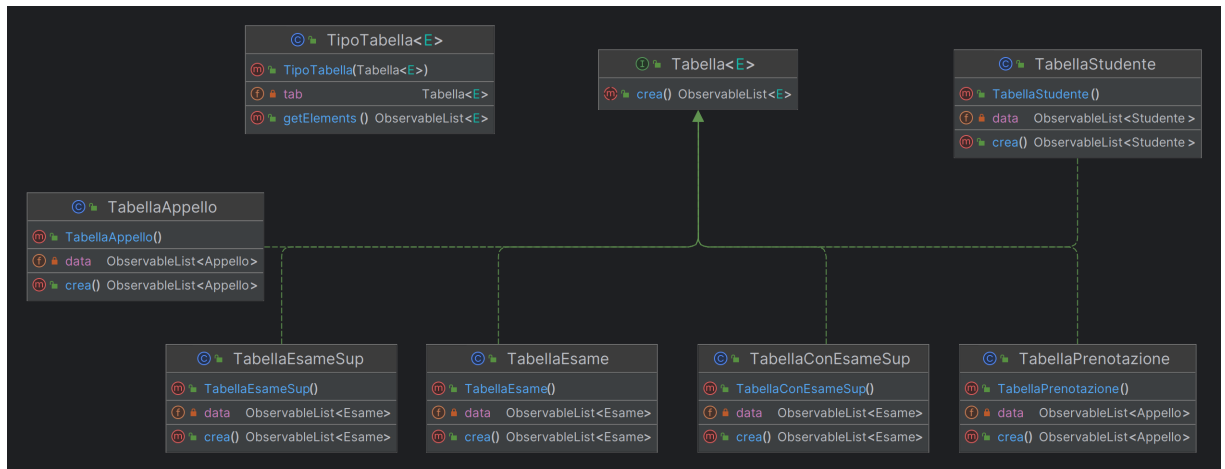 TipoTabella<E>
TipoTabella(Tabella<E>)
tab Tabella<E>
getElements () ObservableList<E>
Tabella<E>
crea() ObservableList<E>
TabellaStudente
TabellaStudente ()
data ObservableList<Studente >
crea() ObservableList<Studente >
TabellaAppello
TabellaAppello()
data ObservableList<Appello>
crea() ObservableList<Appello>
TabellaEsameSup
TabellaEsameSup()
data ObservableList<Esame>
crea() ObservableList<Esame>
TabellaEsame
TabellaEsame()
data ObservableList<Esame>
crea() ObservableList<Esame>
TabellaConEsameSup
TabellaConEsameSup()
data ObservableList<Esame>
crea() ObservableList<Esame>
TabellaPrenotazione
TabellaPrenotazione()
data ObservableList<Appello>
crea() ObservableList<Appello>